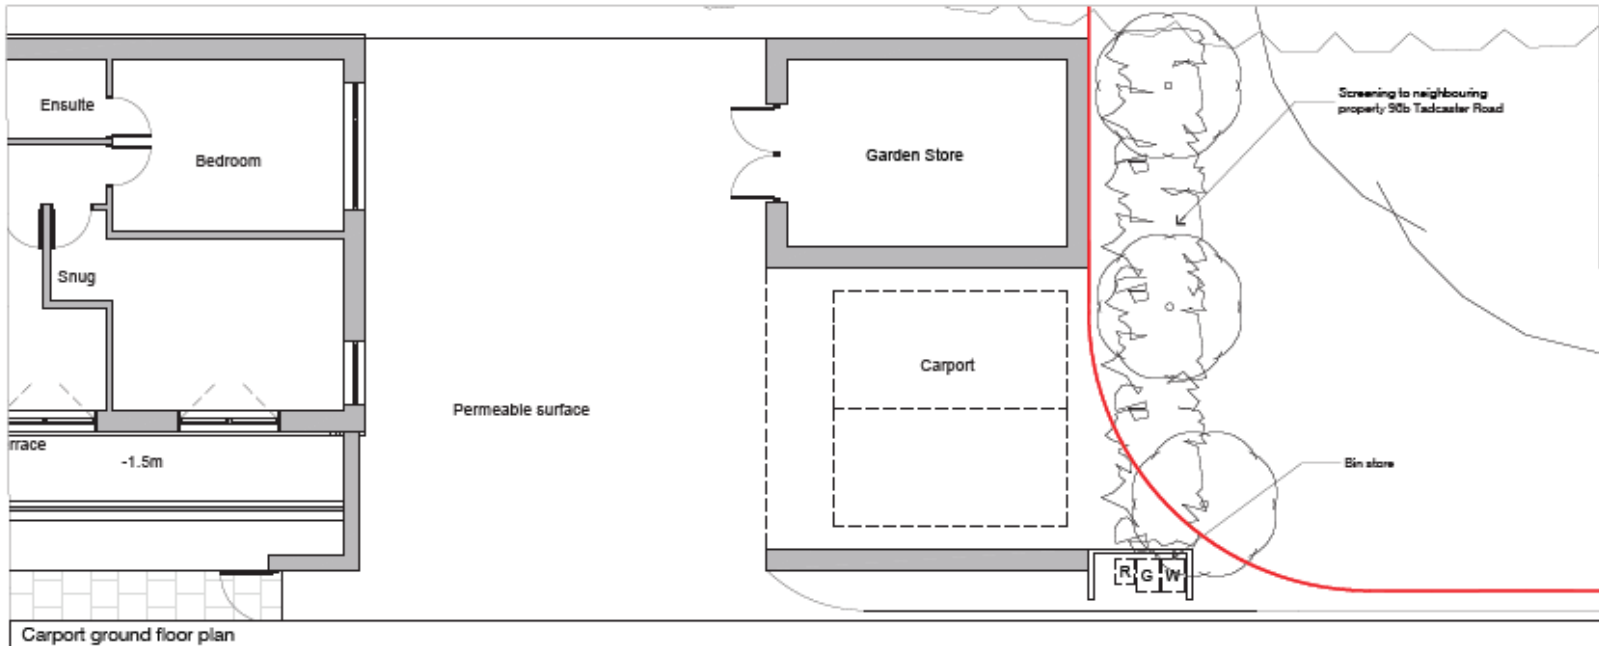 Ensuite
Bedroom
Snug
rrace
-1.5m
Permeable surface
Garden Store
Carport
Screening to neighbouring
property 98b Tadcaster Road
Bin store
R G W
Carport ground floor plan